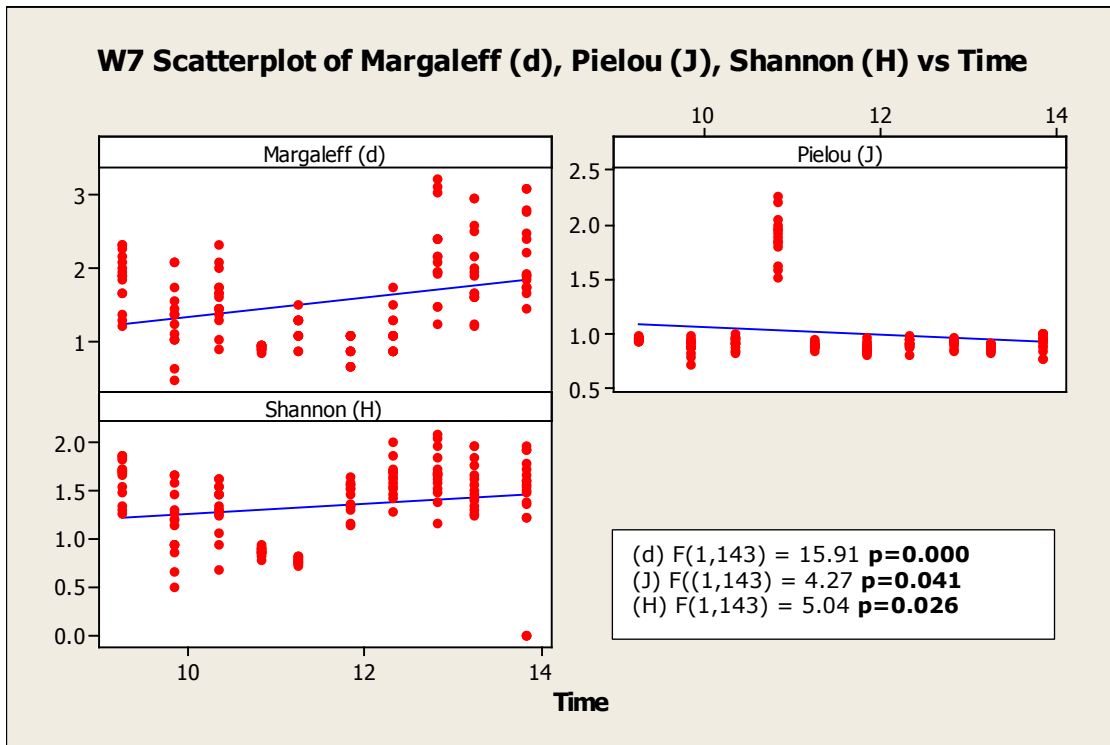 W7 Scatterplot of Margaleff (d), Pielou (J), Shannon (H) vs Time
10 12 14
Margaleff (d)
3
2
1
Pielou (J)
2.5
2.0
1.5
1.0
0.5
Shannon (H)
2.0
1.5
1.0
0.5
0.0
10 12 14
(d) F(1,143) = 15.91 p=0.000
(J) F((1,143) = 4.27 p=0.041
(H) F(1,143) = 5.04 p=0.026
Time